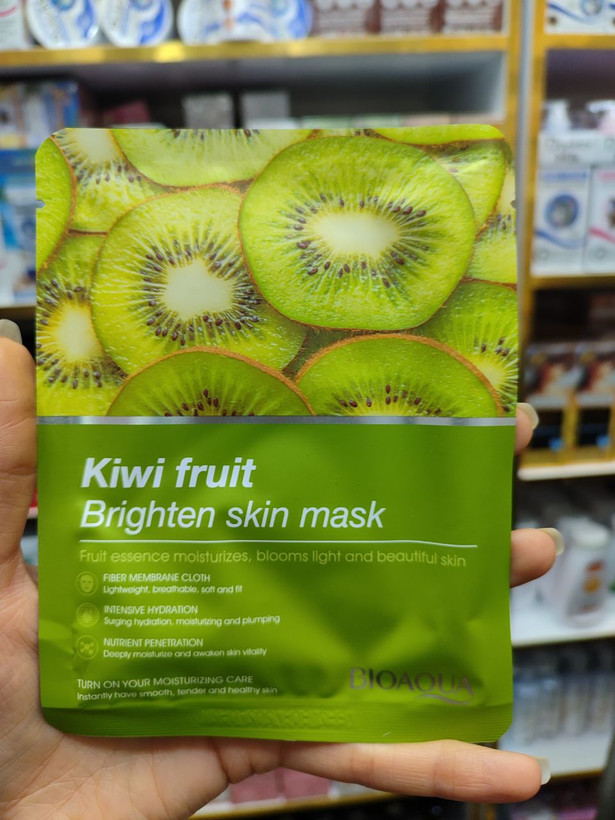 Kiwi fruit
Brighten skin mask
Fruit essence moisturizes, blooms light and beautiful skin
FIBER MEMBRANE CLOTH
Lightweight, breathable, soft and fit
INTENSIVE HYDRATION
Surging hydration, moisturizing and plumping
NUTRIENT PENETRATION
Deeply moisturize and awaken skin vitality
TURN ON YOUR MOISTURIZING CARE
Instantly have smooth, tender and healthy skin
BIOAQUA